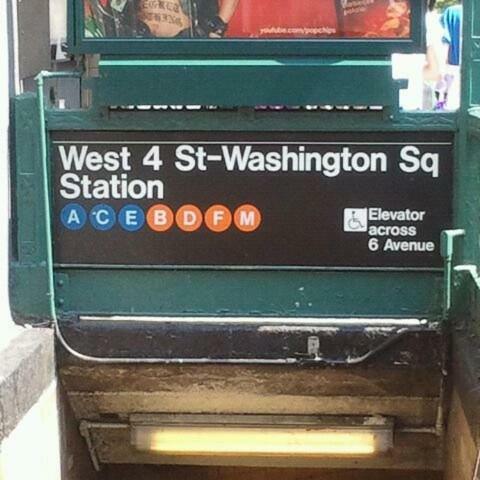 youtube.com/popchips
West 4 St-Washington Sq
Station
A C E B D F M
Elevator
across
6 Avenue